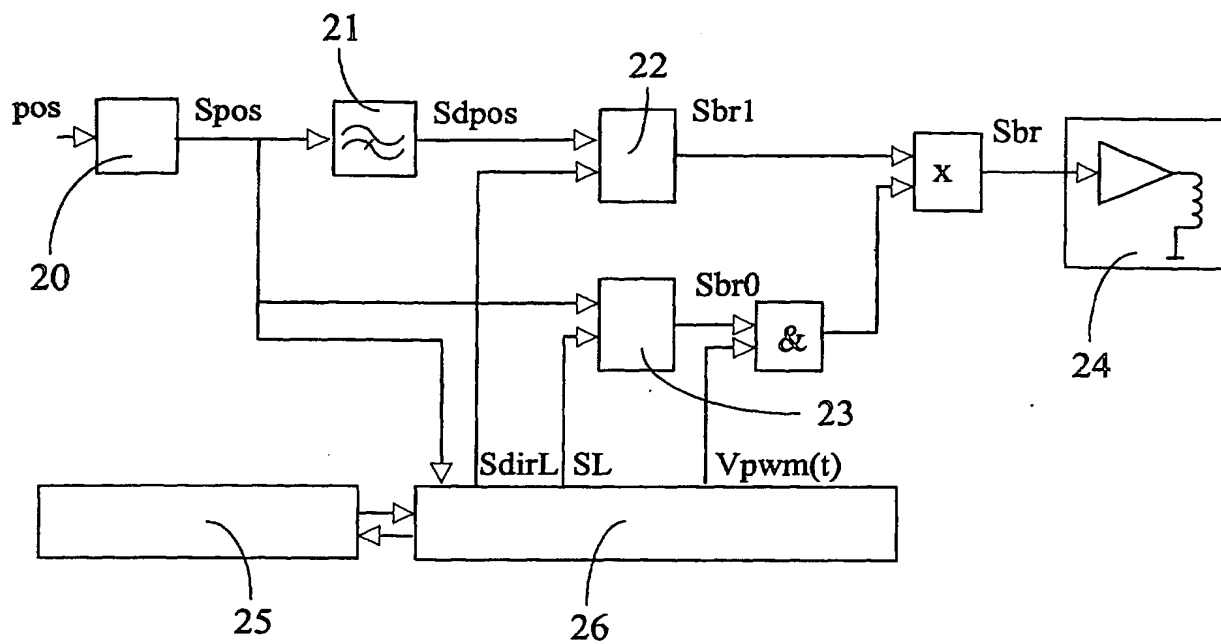 21
22
pos
Spos
Sdpos
Sbr1
Sbr
x
20
Sbr0
&
24
23
SdirL
SL
Vpwm(t)
25
26